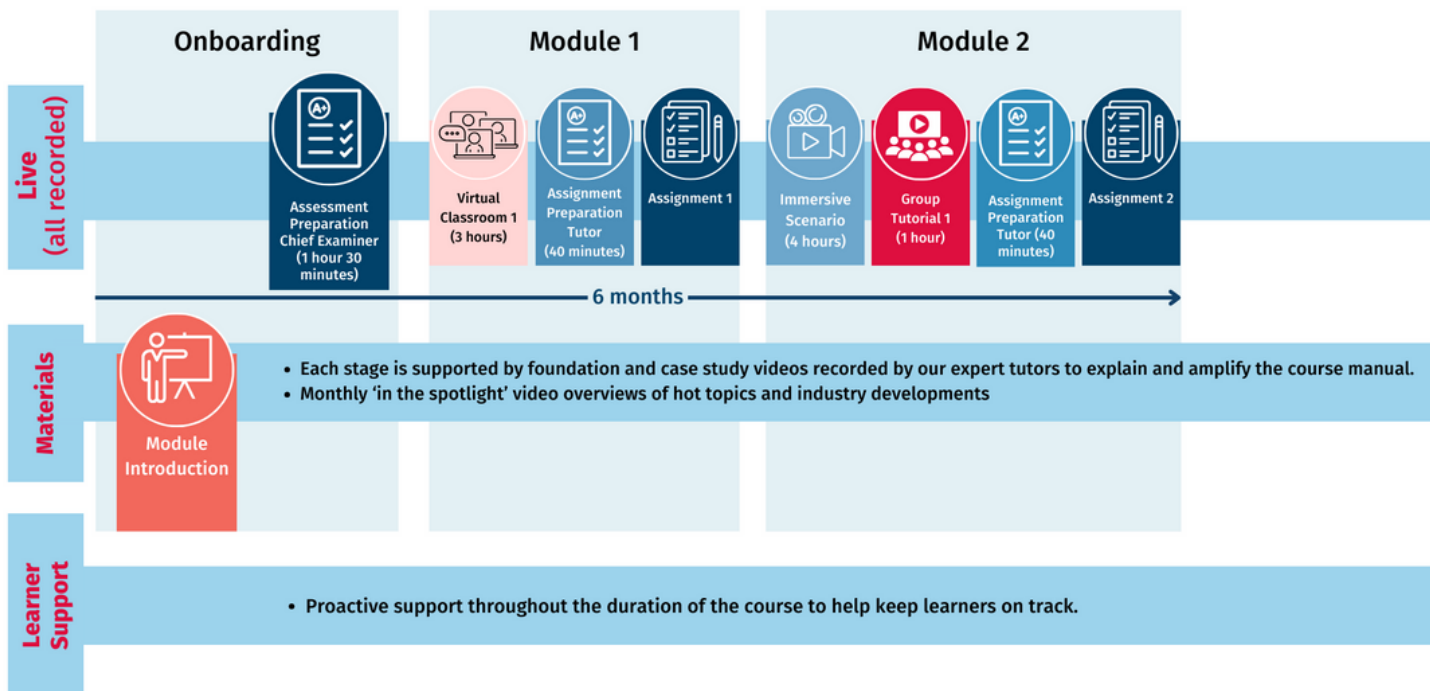 Onboarding
Module 1
Module 2
Live
(all recorded)
A+
Assessment
Preparation
Chief Examiner
(1 hour 30
minutes)
Virtual
Classroom 1
(3 hours)
A+
Assignment
Preparation
Tutor
(40 minutes)
Assignment 1
Immersive
Scenario
(4 hours)
Group
Tutorial 1
(1 hour)
A+
Assignment
Preparation
Tutor (40
minutes)
Assignment 2
6 months
Materials
Module
Introduction
• Each stage is supported by foundation and case study videos recorded by our expert tutors to explain and amplify the course manual.
• Monthly ‘in the spotlight’ video overviews of hot topics and industry developments
Learner
Support
• Proactive support throughout the duration of the course to help keep learners on track.